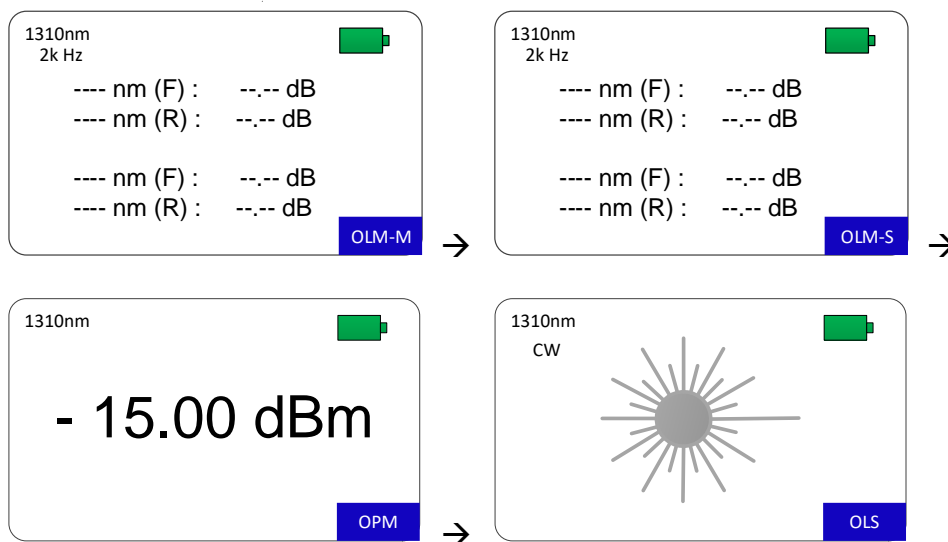 1310nm
2k Hz
---- nm (F) : --.-- dB
---- nm (R) : --.-- dB
---- nm (F) : --.-- dB
---- nm (R) : --.-- dB
OLM-M
→
1310nm
2k Hz
---- nm (F) : --.-- dB
---- nm (R) : --.-- dB
---- nm (F) : --.-- dB
---- nm (R) : --.-- dB
OLM-S
→
1310nm
- 15.00 dBm
OPM
→
1310nm
CW
OLS